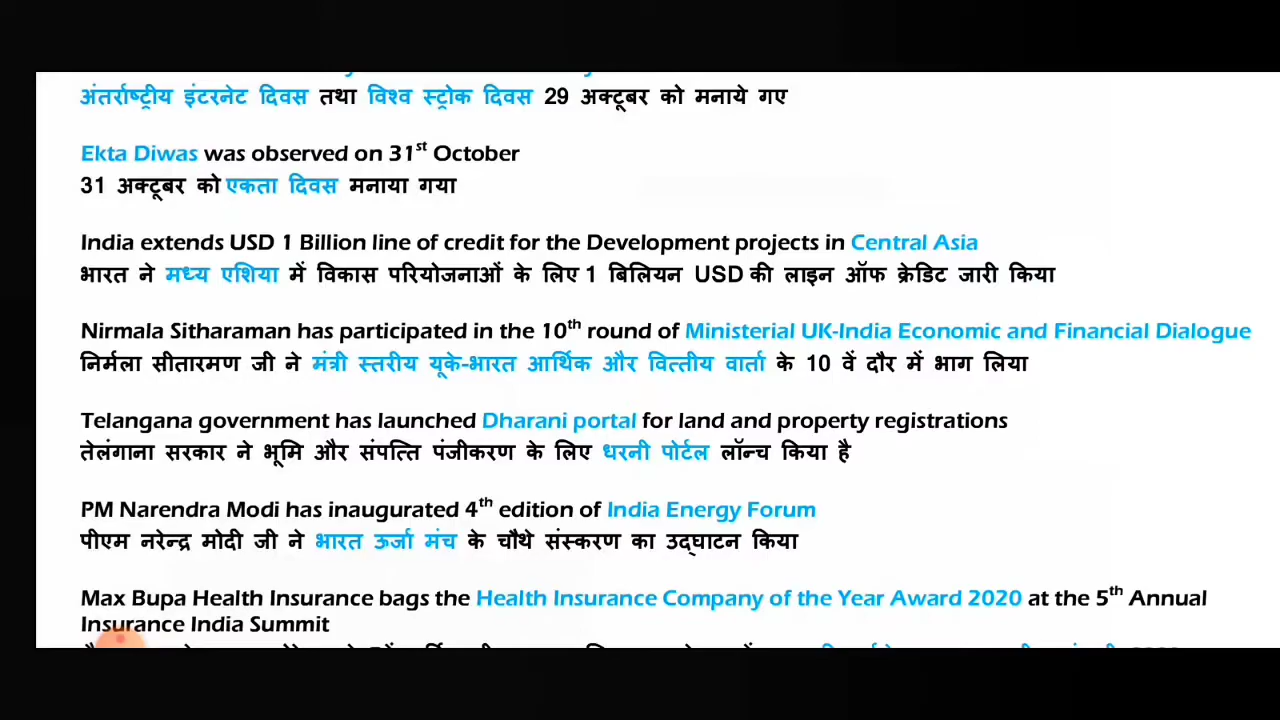 अंतर्राष्ट्रीय इंटरनेट दिवस तथा विश्व स्ट्रोक दिवस 29 अक्टूबर को मनाये गए
Ekta Diwas was observed on 31st October
31 अक्टूबर को एकता दिवस मनाया गया
India extends USD 1 Billion line of credit for the Development projects in Central Asia
भारत ने मध्य एशिया में विकास परियोजनाओं के लिए 1 बिलियन USD की लाइन ऑफ क्रेडिट जारी किया
Nirmala Sitharaman has participated in the 10th round of Ministerial UK-India Economic and Financial Dialogue
निर्मला सीतारमण जी ने मंत्री स्तरीय यूके-भारत आर्थिक और वित्तीय वार्ता के 10 वें दौर में भाग लिया
Telangana government has launched Dharani portal for land and property registrations
तेलंगाना सरकार ने भूमि और संपत्ति पंजीकरण के लिए धरनी पोर्टल लॉन्च किया है
PM Narendra Modi has inaugurated 4th edition of India Energy Forum
पीएम नरेन्द्र मोदी जी ने भारत ऊर्जा मंच के चौथे संस्करण का उद्घाटन किया
Max Bupa Health Insurance bags the Health Insurance Company of the Year Award 2020 at the 5th Annual
Insurance India Summit